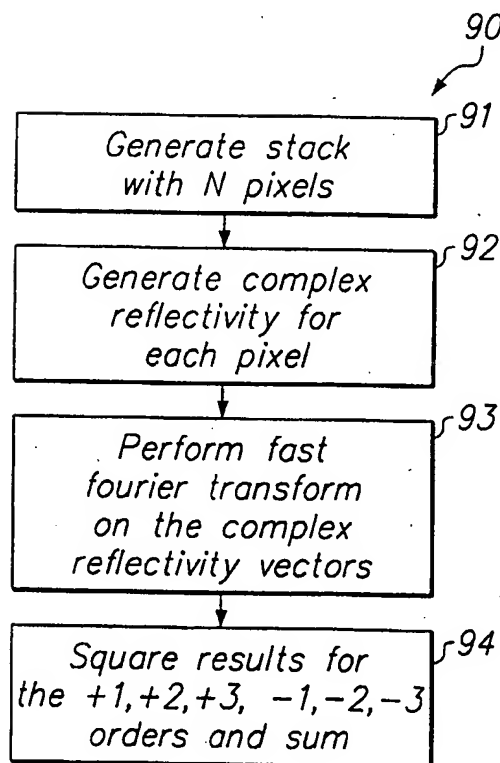 90
91
Generate stack
with N pixels
92
Generate complex
reflectivity for
each pixel
93
Perform fast
fourier transform
on the complex
reflectivity vectors
94
Square results for
the +1,+2,+3, -1,-2,-3
orders and sum